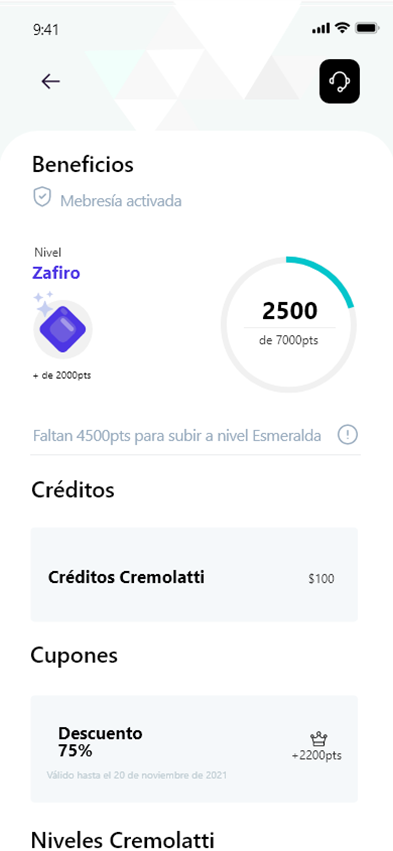 9:41
Beneficios
Mebresía activada
Nivel
Zafiro
+ de 2000pts
2500
de 7000pts
Faltan 4500pts para subir a nivel Esmeralda
Créditos
Créditos Cremolatti
$100
Cupones
Descuento
75%
+2200pts
Válido hasta el 20 de noviembre de 2021
Niveles Cremolatti